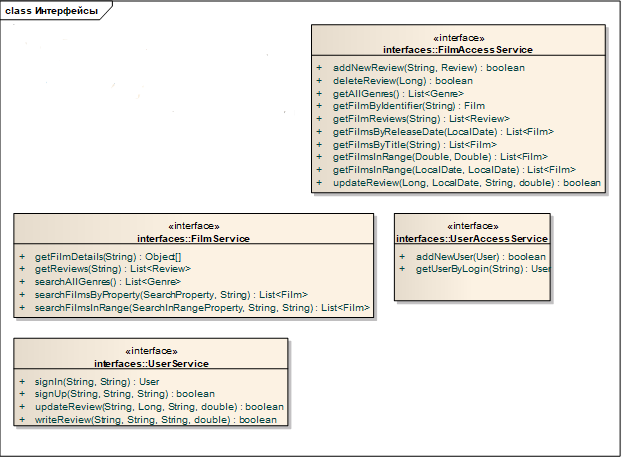 class Интерфейсы
«interface»
interfaces::FilmAccessService
+ addNewReview(String, Review) : boolean
+ deleteReview(Long) : boolean
+ getAllGenres() : List<Genre>
+ getFilmByIdentifier(String) : Film
+ getFilmReviews(String) : List<Review>
+ getFilmsByReleaseDate(LocalDate) : List<Film>
+ getFilmsByTitle(String) : List<Film>
+ getFilmsInRange(Double, Double) : List<Film>
+ getFilmsInRange(LocalDate, LocalDate) : List<Film>
+ updateReview(Long, LocalDate, String, double) : boolean
«interface»
interfaces::FilmService
+ getFilmDetails(String) : Object[]
+ getReviews(String) : List<Review>
+ searchAllGenres() : List<Genre>
+ searchFilmsByProperty(SearchProperty, String) : List<Film>
+ searchFilmsInRange(SearchInRangeProperty, String, String) : List<Film>
«interface»
interfaces::UserAccessService
+ addNewUser(User) : boolean
+ getUserByLogin(String) : User
«interface»
interfaces::UserService
+ signIn(String, String) : User
+ signUp(String, String, String) : boolean
+ updateReview(String, Long, String, double) : boolean
+ writeReview(String, String, String, double) : boolean